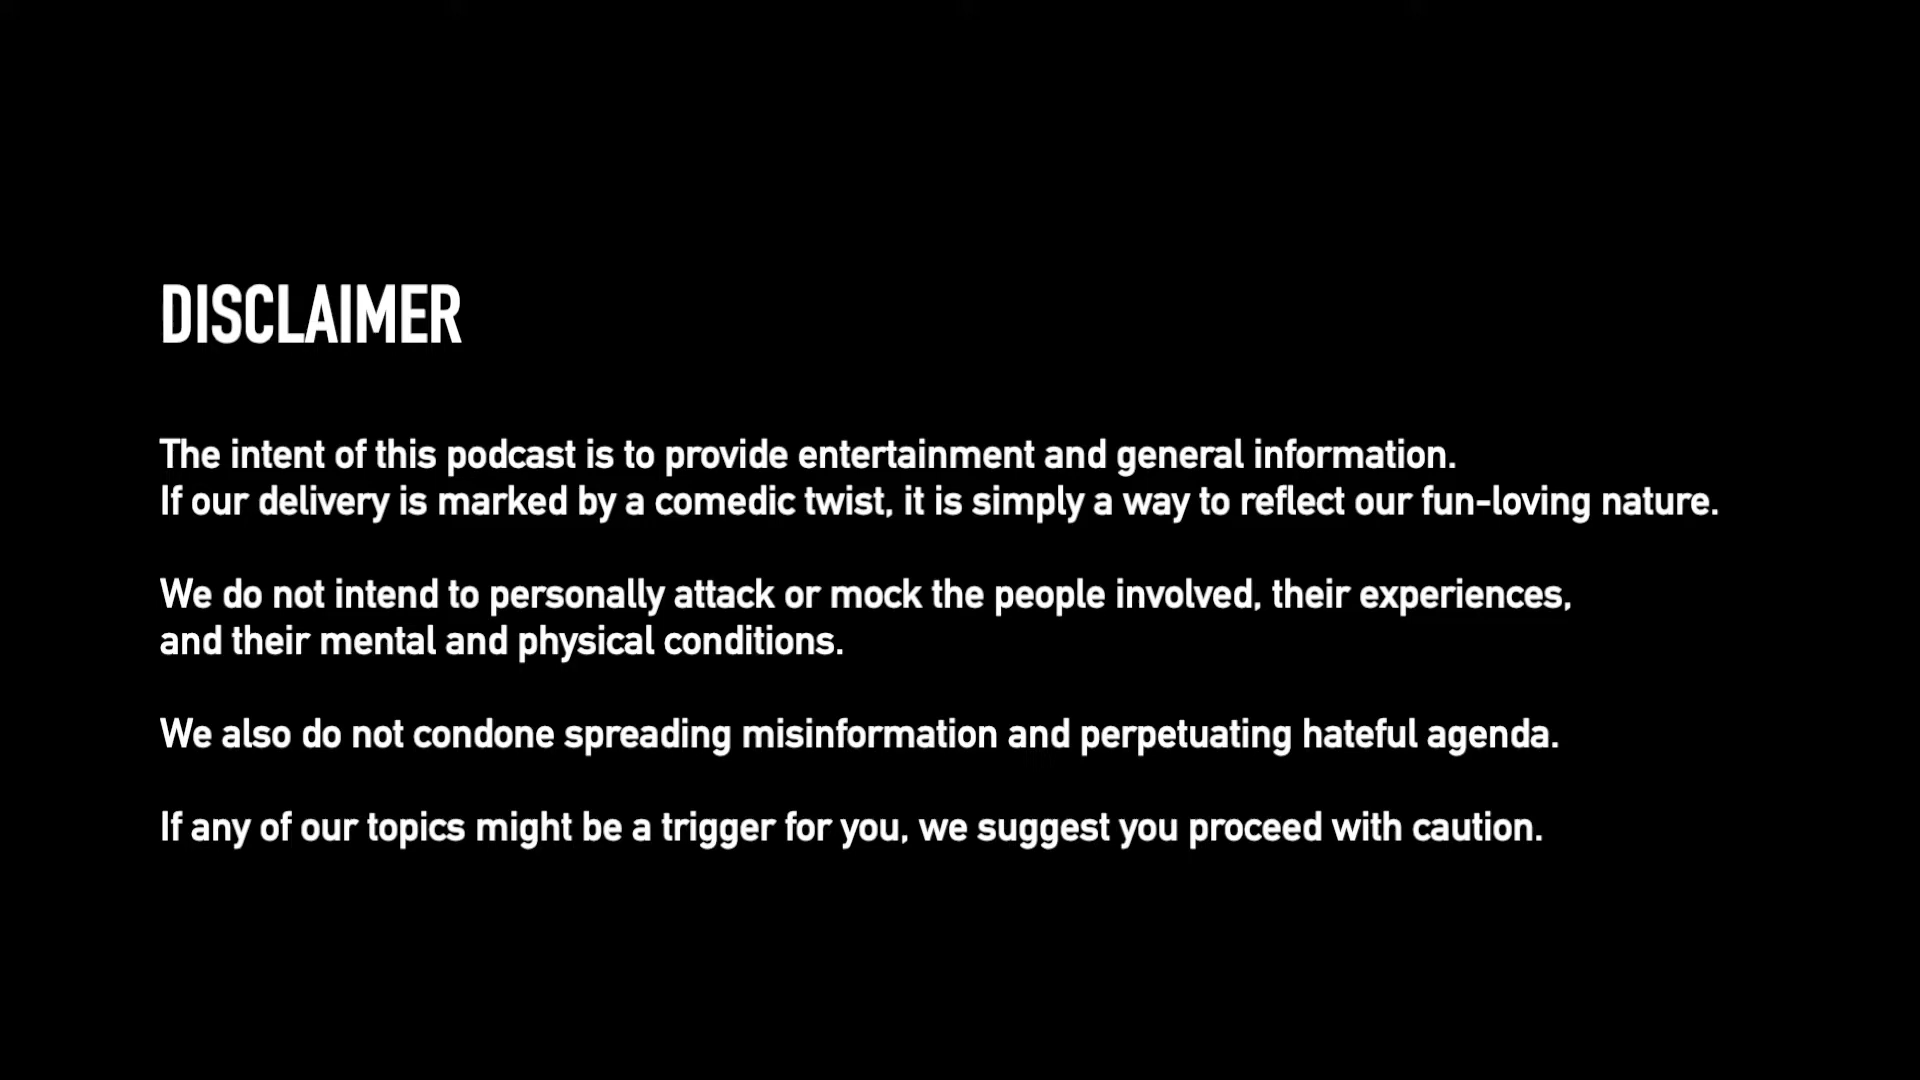 DISCLAIMER
The intent of this podcast is to provide entertainment and general information.
If our delivery is marked by a comedic twist, it is simply a way to reflect our fun-loving nature.
We do not intend to personally attack or mock the people involved, their experiences,
and their mental and physical conditions.
We also do not condone spreading misinformation and perpetuating hateful agenda.
If any of our topics might be a trigger for you, we suggest you proceed with caution.